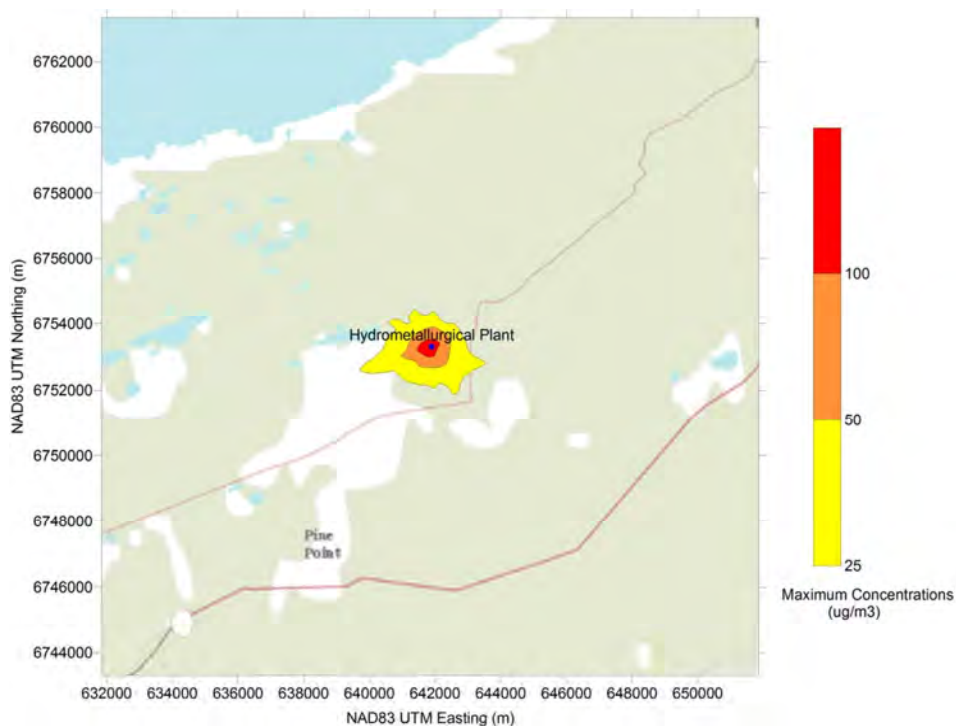 6762000
6760000
6758000
6756000
6754000
6752000
6750000
6748000
6746000
6744000
NAD83 UTM Northing (m)
Hydrometallurgical Plant
Pine
Point
632000 634000 636000 638000 640000 642000 644000 646000 648000 650000
NAD83 UTM Easting (m)
100
50
25
Maximum Concentrations
(ug/m3)